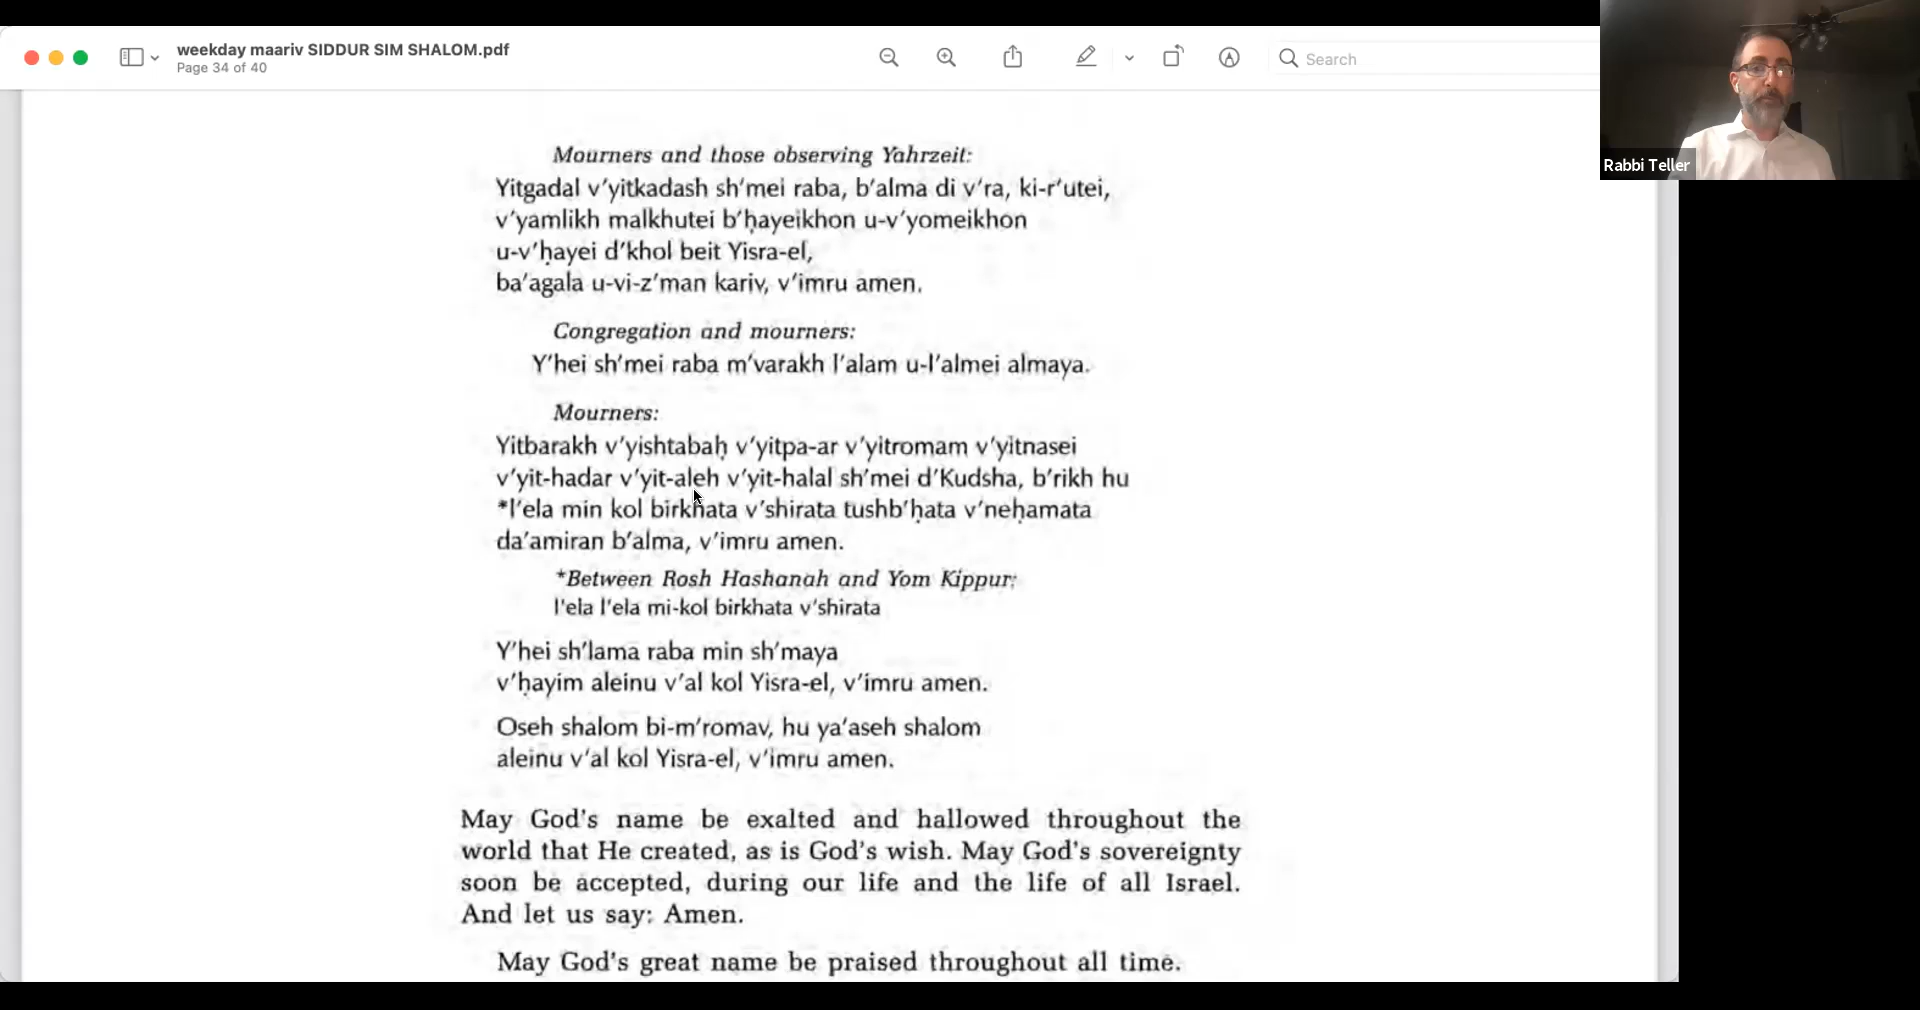 weekday maariv SIDDUR SIM SHALOM.pdf
Page 34 of 40
Search
Rabbi Teller
Mourners and those observing Yahrzeit:
Yitgadal v'yitkadash sh'mei raba, b'alma di v'ra, ki-r'utei,
v'yamlikh malkhutei b'ḥayeikhon u-v'yomeikhon
u-v'ḥayei d'khol beit Yisra-el,
ba'agala u-vi-z'man kariv, v'imru amen.
Congregation and mourners:
Y'hei sh'mei raba m'varakh l'alam u-l'almei almaya.
Mourners:
Yitbarakh v'yishtabaḥ v'yitpa-ar v'yitromam v'yitnasei
v'yit-hadar v'yit-aleh v'yit-halal sh'mei d'Kudsha, b'rikh hu
*l'ela min kol birkhata v'shirata tushb'ḥata v'neḥamata
da'amiran b'alma, v'imru amen.
*Between Rosh Hashanah and Yom Kippur:
l'ela l'ela mi-kol birkhata v'shirata
Y'hei sh'lama raba min sh'maya
v'ḥayim aleinu v'al kol Yisra-el, v'imru amen.
Oseh shalom bi-m'romav, hu ya'aseh shalom
aleinu v'al kol Yisra-el, v'imru amen.
May God's name be exalted and hallowed throughout the
world that He created, as is God's wish. May God's sovereignty
soon be accepted, during our life and the life of all Israel.
And let us say: Amen.
May God's great name be praised throughout all time.